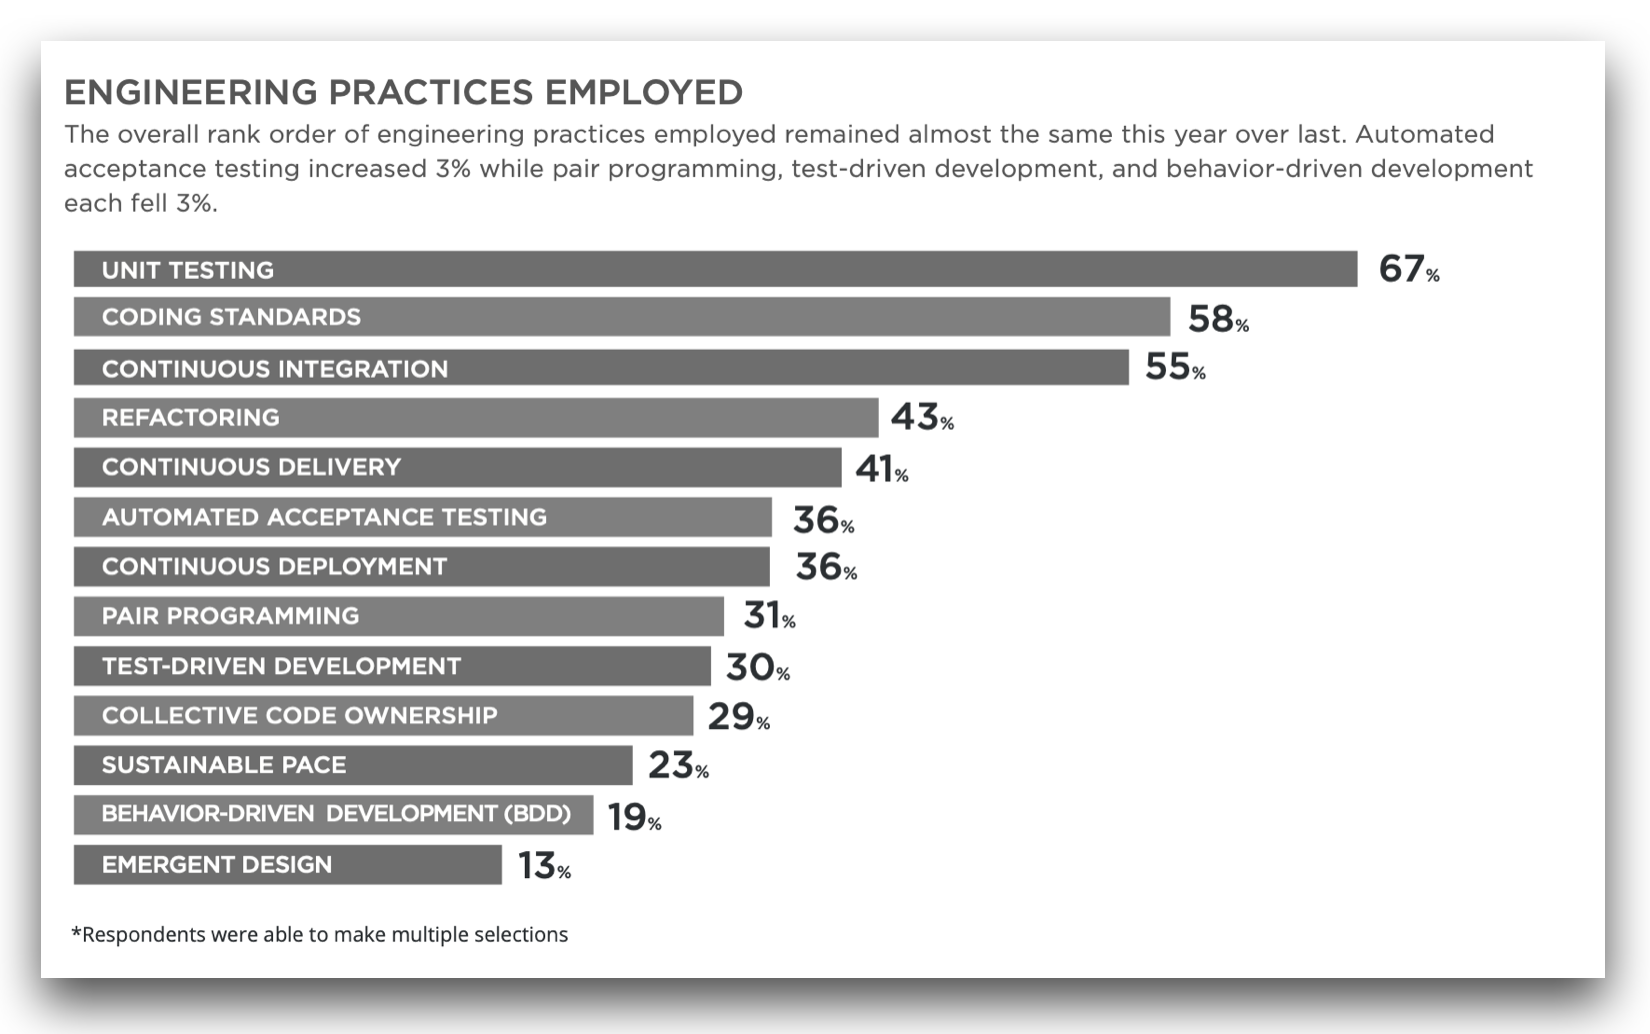 ENGINEERING PRACTICES EMPLOYED
The overall rank order of engineering practices employed remained almost the same this year over last. Automated
acceptance testing increased 3% while pair programming, test-driven development, and behavior-driven development
each fell 3%.
UNIT TESTING 67%
CODING STANDARDS 58%
CONTINUOUS INTEGRATION 55%
REFACTORING 43%
CONTINUOUS DELIVERY 41%
AUTOMATED ACCEPTANCE TESTING 36%
CONTINUOUS DEPLOYMENT 36%
PAIR PROGRAMMING 31%
TEST-DRIVEN DEVELOPMENT 30%
COLLECTIVE CODE OWNERSHIP 29%
SUSTAINABLE PACE 23%
BEHAVIOR-DRIVEN DEVELOPMENT (BDD) 19%
EMERGENT DESIGN 13%
*Respondents were able to make multiple selections